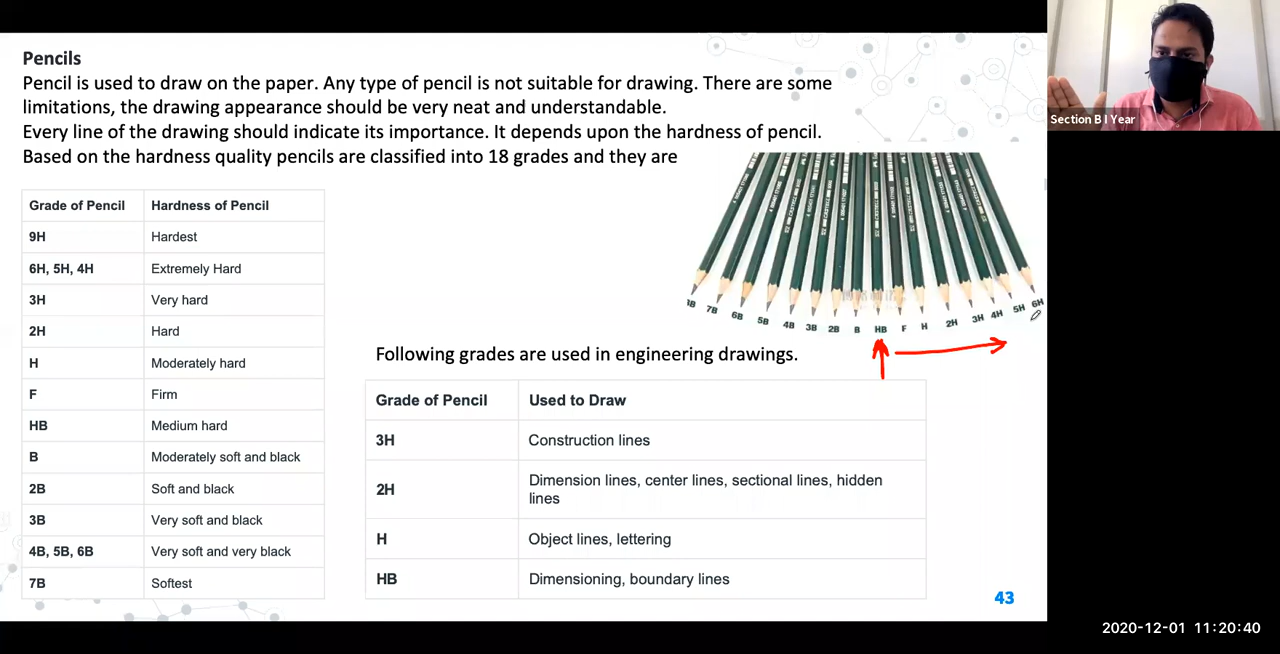 Pencils
Pencil is used to draw on the paper. Any type of pencil is not suitable for drawing. There are some
limitations, the drawing appearance should be very neat and understandable.
Every line of the drawing should indicate its importance. It depends upon the hardness of pencil.
Based on the hardness quality pencils are classified into 18 grades and they are
Grade of Pencil Hardness of Pencil
9H Hardest
6H, 5H, 4H Extremely Hard
3H Very hard
2H Hard
H Moderately hard
F Firm
HB Medium hard
B Moderately soft and black
2B Soft and black
3B Very soft and black
4B, 5B, 6B Very soft and very black
7B Softest
7B 6B 5B 4B 3B 2B B HB F H 2H 3H 4H 5H 6H
Following grades are used in engineering drawings.
Grade of Pencil Used to Draw
3H Construction lines
2H Dimension lines, center lines, sectional lines, hidden
lines
H Object lines, lettering
HB Dimensioning, boundary lines
43
Section B I Year
2020-12-01 11:20:40